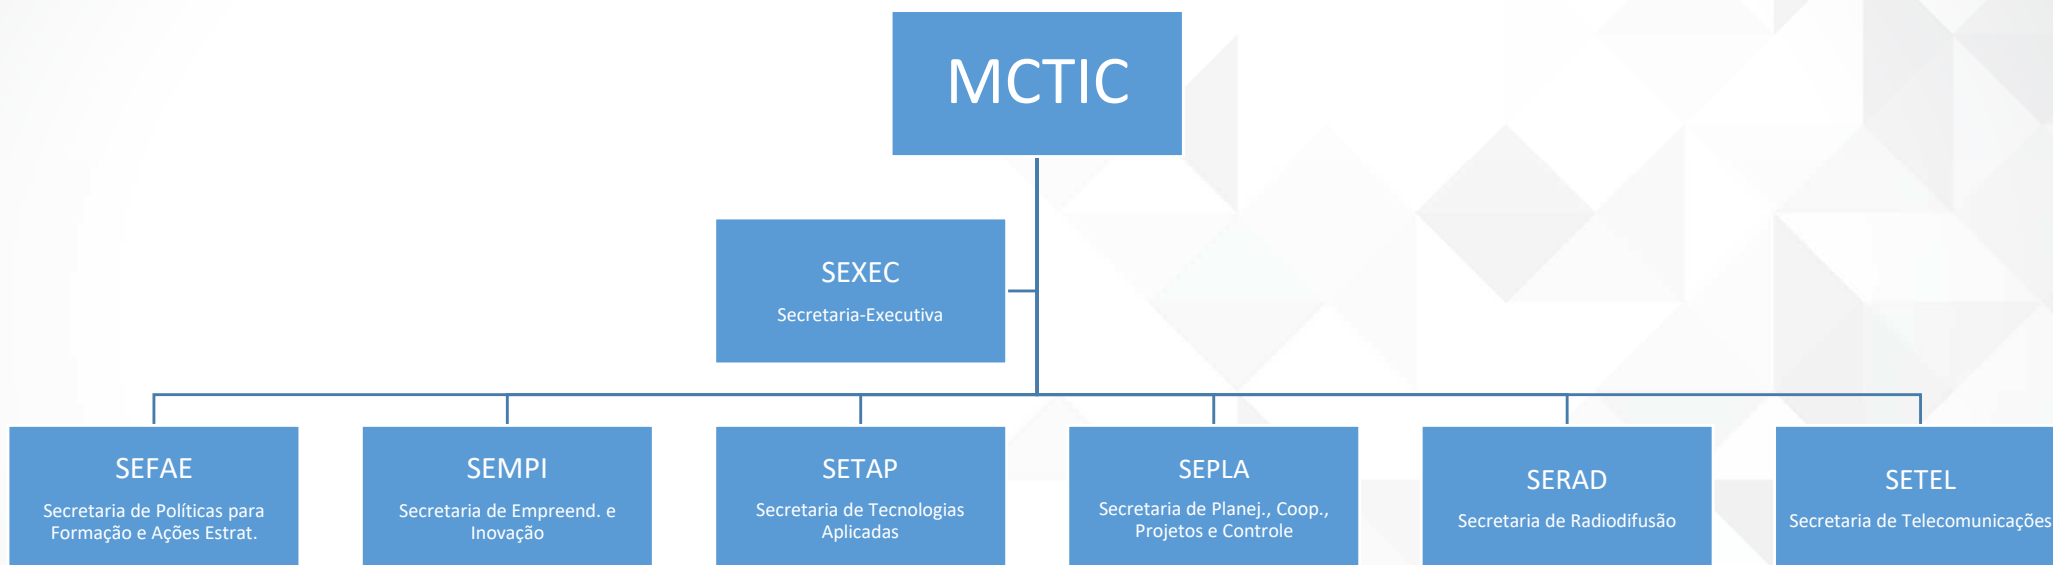 MCTIC
SEXEC
Secretaria-Executiva
SEFAE
Secretaria de Políticas para
Formação e Ações Estrat.
SEMPI
Secretaria de Empreend. e
Inovação
SETAP
Secretaria de Tecnologias
Aplicadas
SEPLA
Secretaria de Planej., Coop.,
Projetos e Controle
SERAD
Secretaria de Radiodifusão
SETEL
Secretaria de Telecomunicações